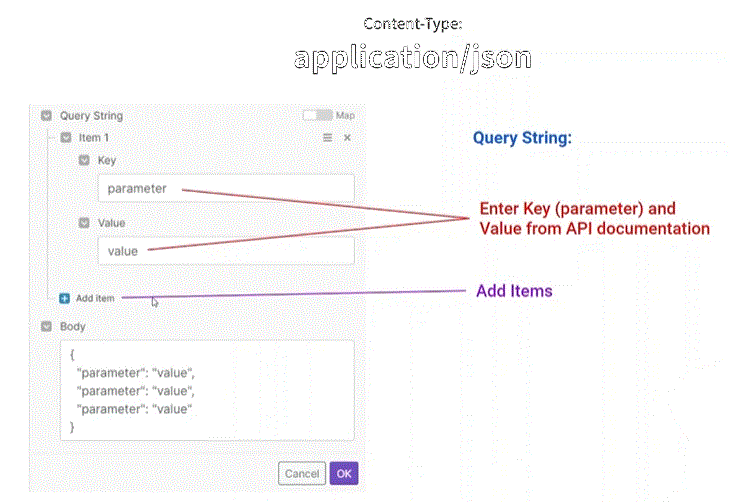 Content-Type:
application/json
Query String
Map
Item 1
Key
parameter
Value
value
Add item
Body
{
"parameter": "value",
"parameter": "value",
"parameter": "value"
}
Cancel
OK
Query String:
Enter Key (parameter) and
Value from API documentation
Add Items